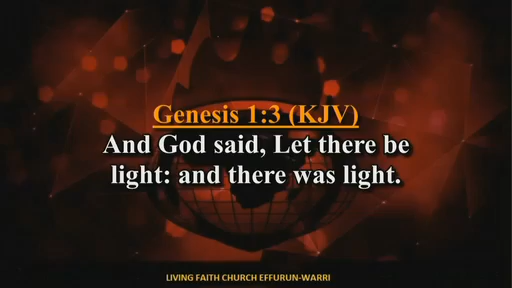 Genesis 1:3 (KJV)
And God said, Let there be
light: and there was light.
LIVING FAITH CHURCH EFFURUN-WARRI